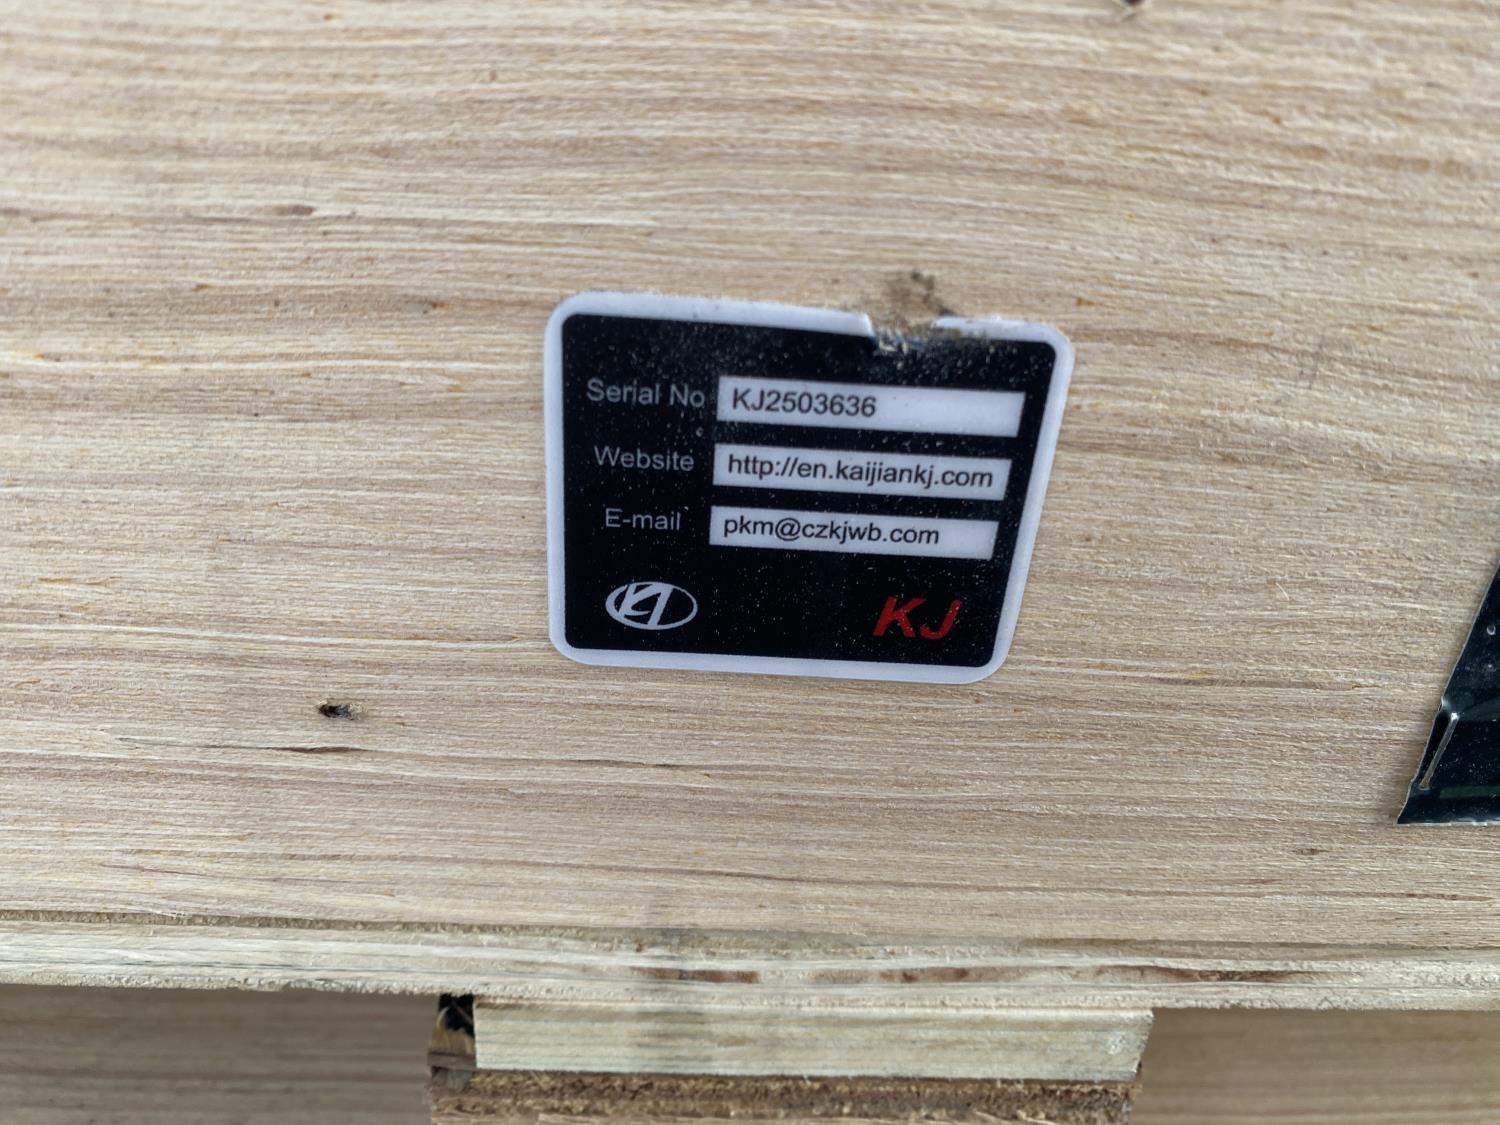 Serial No KJ2503636
Website http://en.kaijiankj.com
E-mail pkm@czkjwb.com
KJ